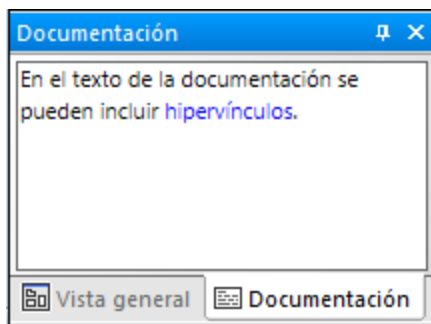 Documentación
En el texto de la documentación se
pueden incluir hipervínculos.
Vista general
Documentación